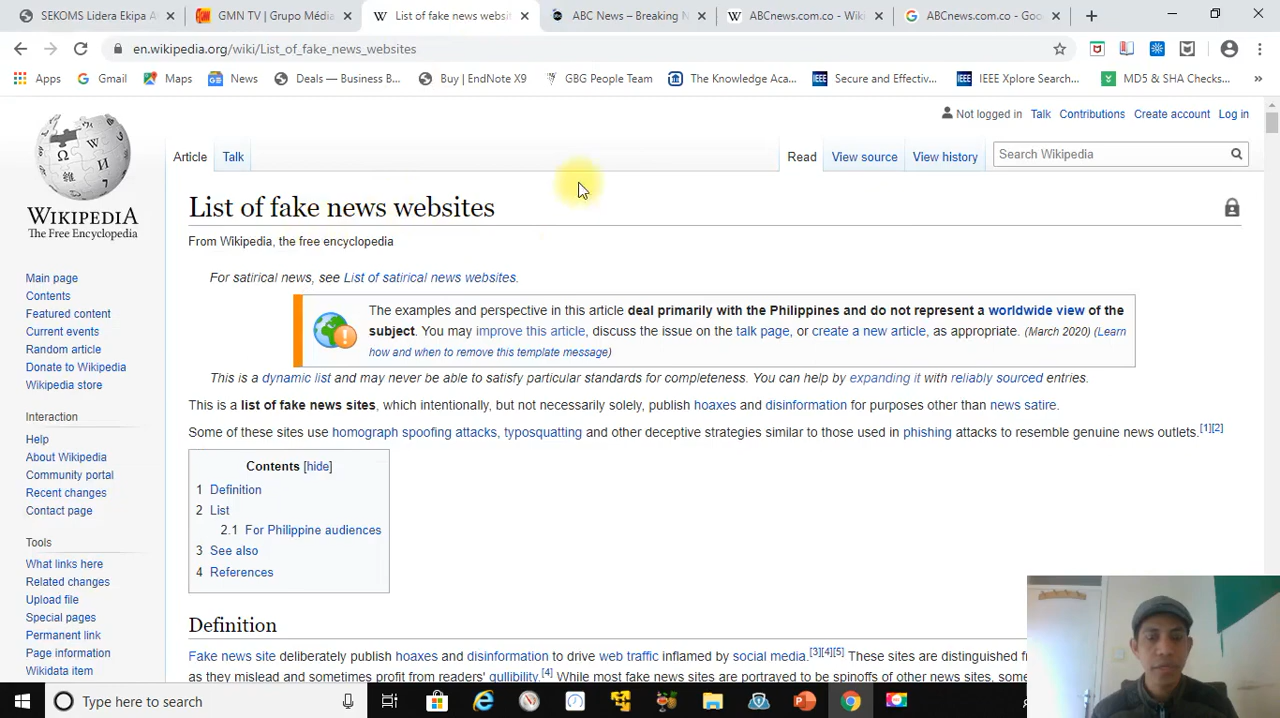 SEKOMS Lidera Ekipa A
GMN TV | Grupo Média
List of fake news websi
ABC News – Breaking N
ABCnews.com.co - Wiki
ABCnews.com.co - Goo
en.wikipedia.org/wiki/List_of_fake_news_websites
Apps
Gmail
Maps
News
Deals — Business B...
Buy | EndNote X9
GBG People Team
The Knowledge Aca...
Secure and Effectiv...
IEEE Xplore Search...
MD5 & SHA Checks...
Not logged in Talk Contributions Create account Log in
Article Talk Read View source View history Search Wikipedia
WIKIPEDIA
The Free Encyclopedia
Main page
Contents
Featured content
Current events
Random article
Donate to Wikipedia
Wikipedia store
Interaction
Help
About Wikipedia
Community portal
Recent changes
Contact page
Tools
What links here
Related changes
Upload file
Special pages
Permanent link
Page information
Wikidata item
List of fake news websites
From Wikipedia, the free encyclopedia
For satirical news, see List of satirical news websites.
The examples and perspective in this article deal primarily with the Philippines and do not represent a worldwide view of the
subject. You may improve this article, discuss the issue on the talk page, or create a new article, as appropriate. (March 2020) (Learn
how and when to remove this template message)
This is a dynamic list and may never be able to satisfy particular standards for completeness. You can help by expanding it with reliably sourced entries.
This is a list of fake news sites, which intentionally, but not necessarily solely, publish hoaxes and disinformation for purposes other than news satire.
Some of these sites use homograph spoofing attacks, typosquatting and other deceptive strategies similar to those used in phishing attacks to resemble genuine news outlets.[1][2]
Contents [hide]
1 Definition
2 List
2.1 For Philippine audiences
3 See also
4 References
Definition
Fake news site deliberately publish hoaxes and disinformation to drive web traffic inflamed by social media.[3][4][5] These sites are distinguished fr
as they mislead and sometimes profit from readers' gullibility.[4] While most fake news sites are portrayed to be spinoffs of other news sites, some
IEEE
IEEE
Type here to search